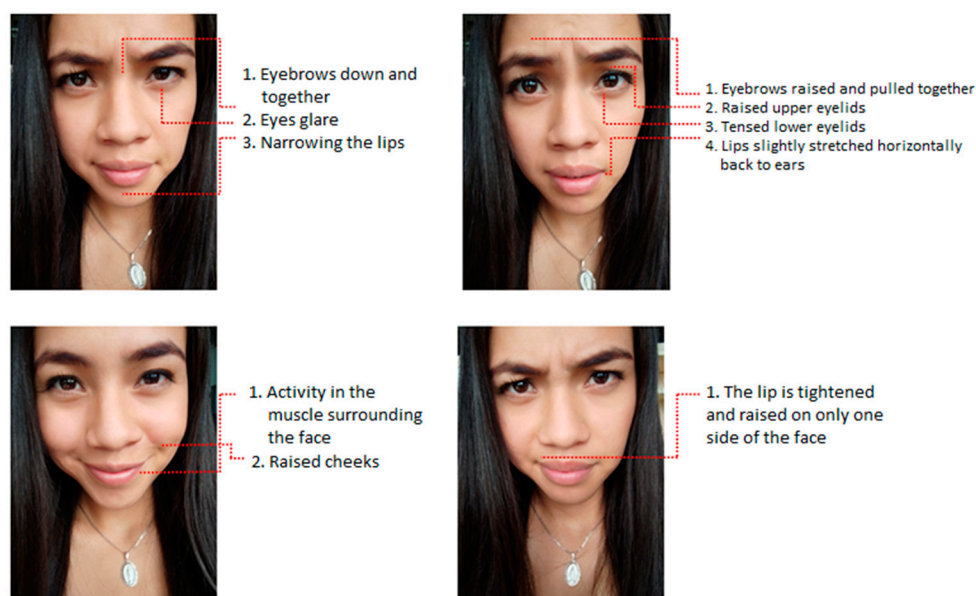 1. Eyebrows down and
together
2. Eyes glare
3. Narrowing the lips
1. Eyebrows raised and pulled together
2. Raised upper eyelids
3. Tensed lower eyelids
4. Lips slightly stretched horizontally
back to ears
1. Activity in the
muscle surrounding
the face
2. Raised cheeks
1. The lip is tightened
and raised on only one
side of the face